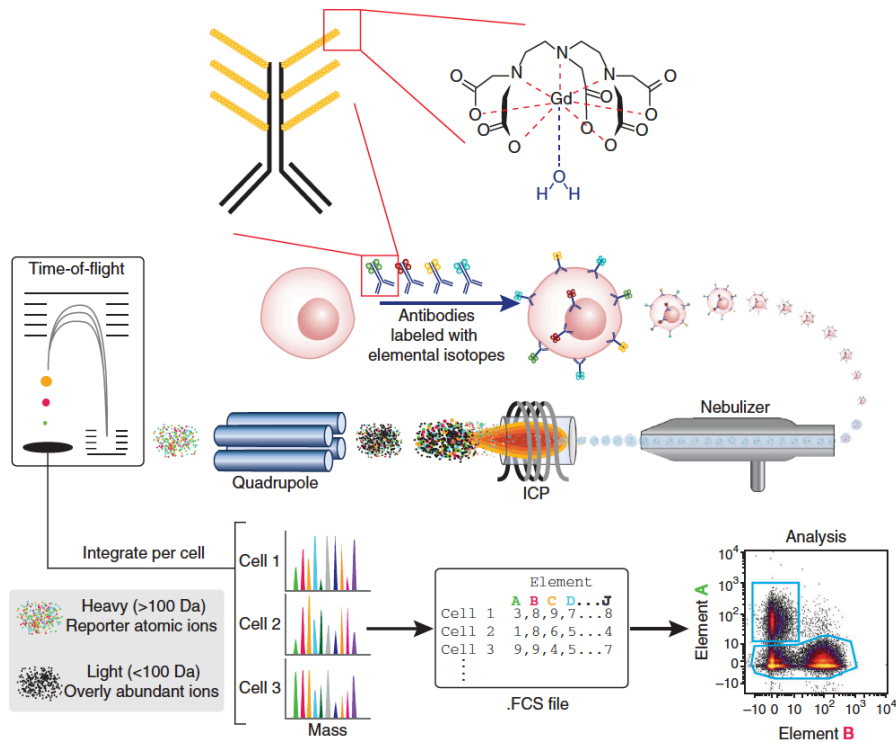 N
N
N
O
O
O
O
O
O
Gd
O
O
O
H
H
Time-of-flight
Antibodies
labeled with
elemental isotopes
Nebulizer
Quadrupole
ICP
Integrate per cell
Cell 1
Cell 2
Cell 3
Mass
Heavy (>100 Da)
Reporter atomic ions
Light (<100 Da)
Overly abundant ions
Element
A B C D...J
Cell 1 3,8,9,7...8
Cell 2 1,8,6,5...4
Cell 3 9,9,4,5...7
.FCS file
Analysis
Element A
10⁴
10³
10²
10
0
−10
−10 0 10 10² 10³ 10⁴
Element B